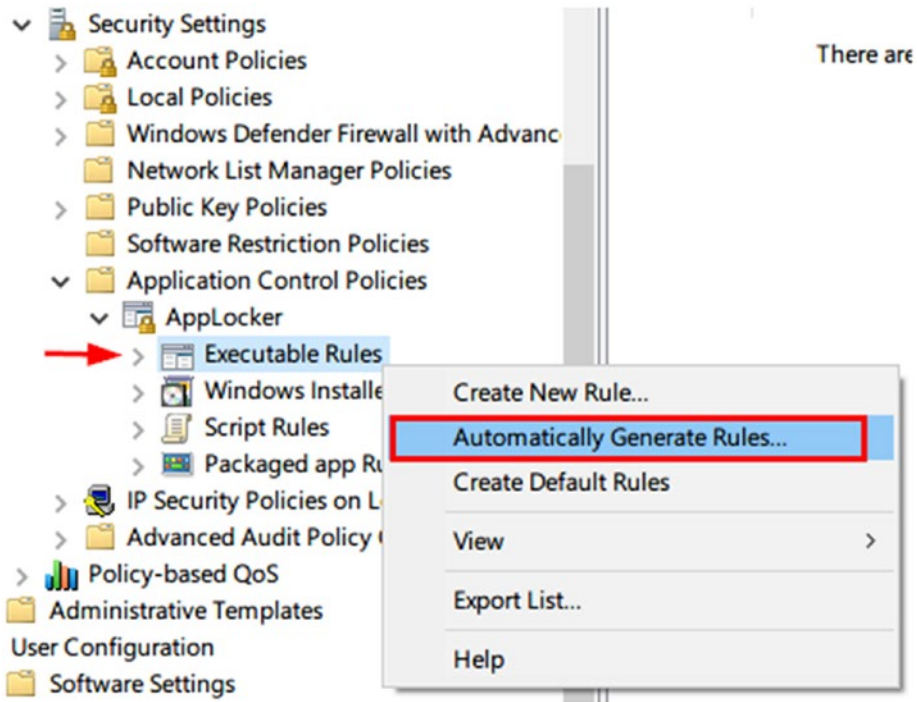 Security Settings
There are
Account Policies
Local Policies
Windows Defender Firewall with Advanc
Network List Manager Policies
Public Key Policies
Software Restriction Policies
Application Control Policies
AppLocker
Executable Rules
Windows Installe
Script Rules
Packaged app Ru
IP Security Policies on L
Advanced Audit Policy
Policy-based QoS
Administrative Templates
User Configuration
Software Settings
Create New Rule...
Automatically Generate Rules...
Create Default Rules
View
Export List...
Help